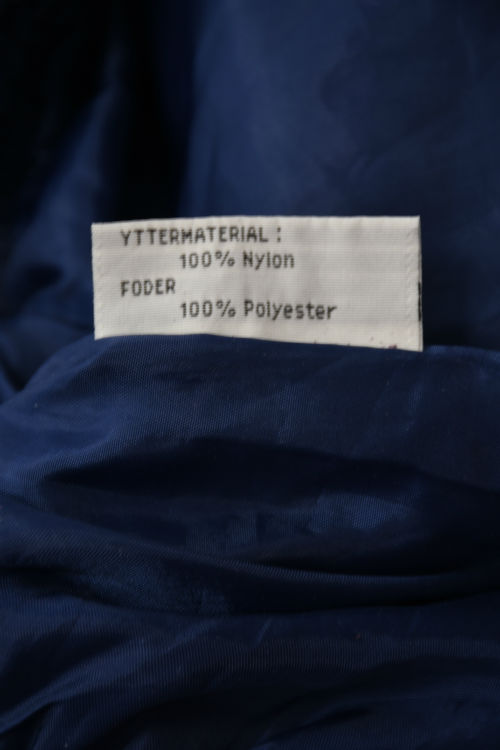 YTTERMATERIAL :
100% Nylon
FODER
100% Polyester